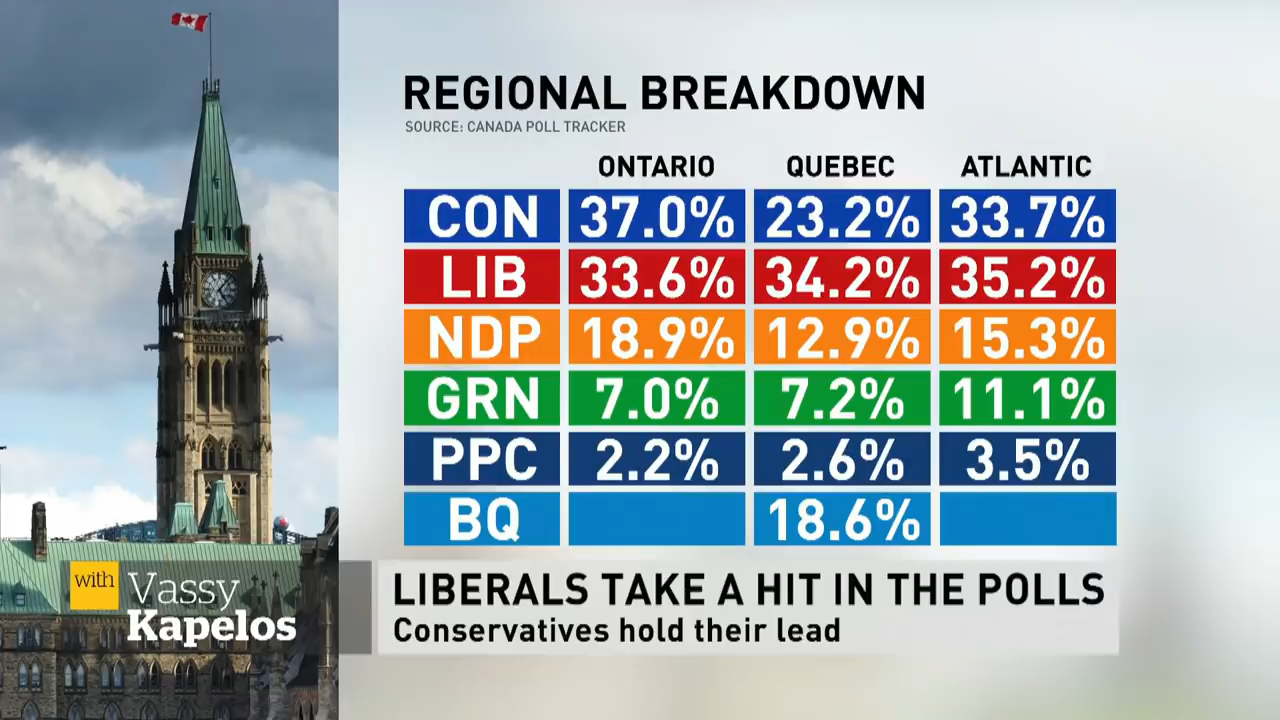 REGIONAL BREAKDOWN
SOURCE: CANADA POLL TRACKER
ONTARIO QUEBEC ATLANTIC
CON 37.0% 23.2% 33.7%
LIB 33.6% 34.2% 35.2%
NDP 18.9% 12.9% 15.3%
GRN 7.0% 7.2% 11.1%
PPC 2.2% 2.6% 3.5%
BQ 18.6%
with Vassy
Kapelos
LIBERALS TAKE A HIT IN THE POLLS
Conservatives hold their lead